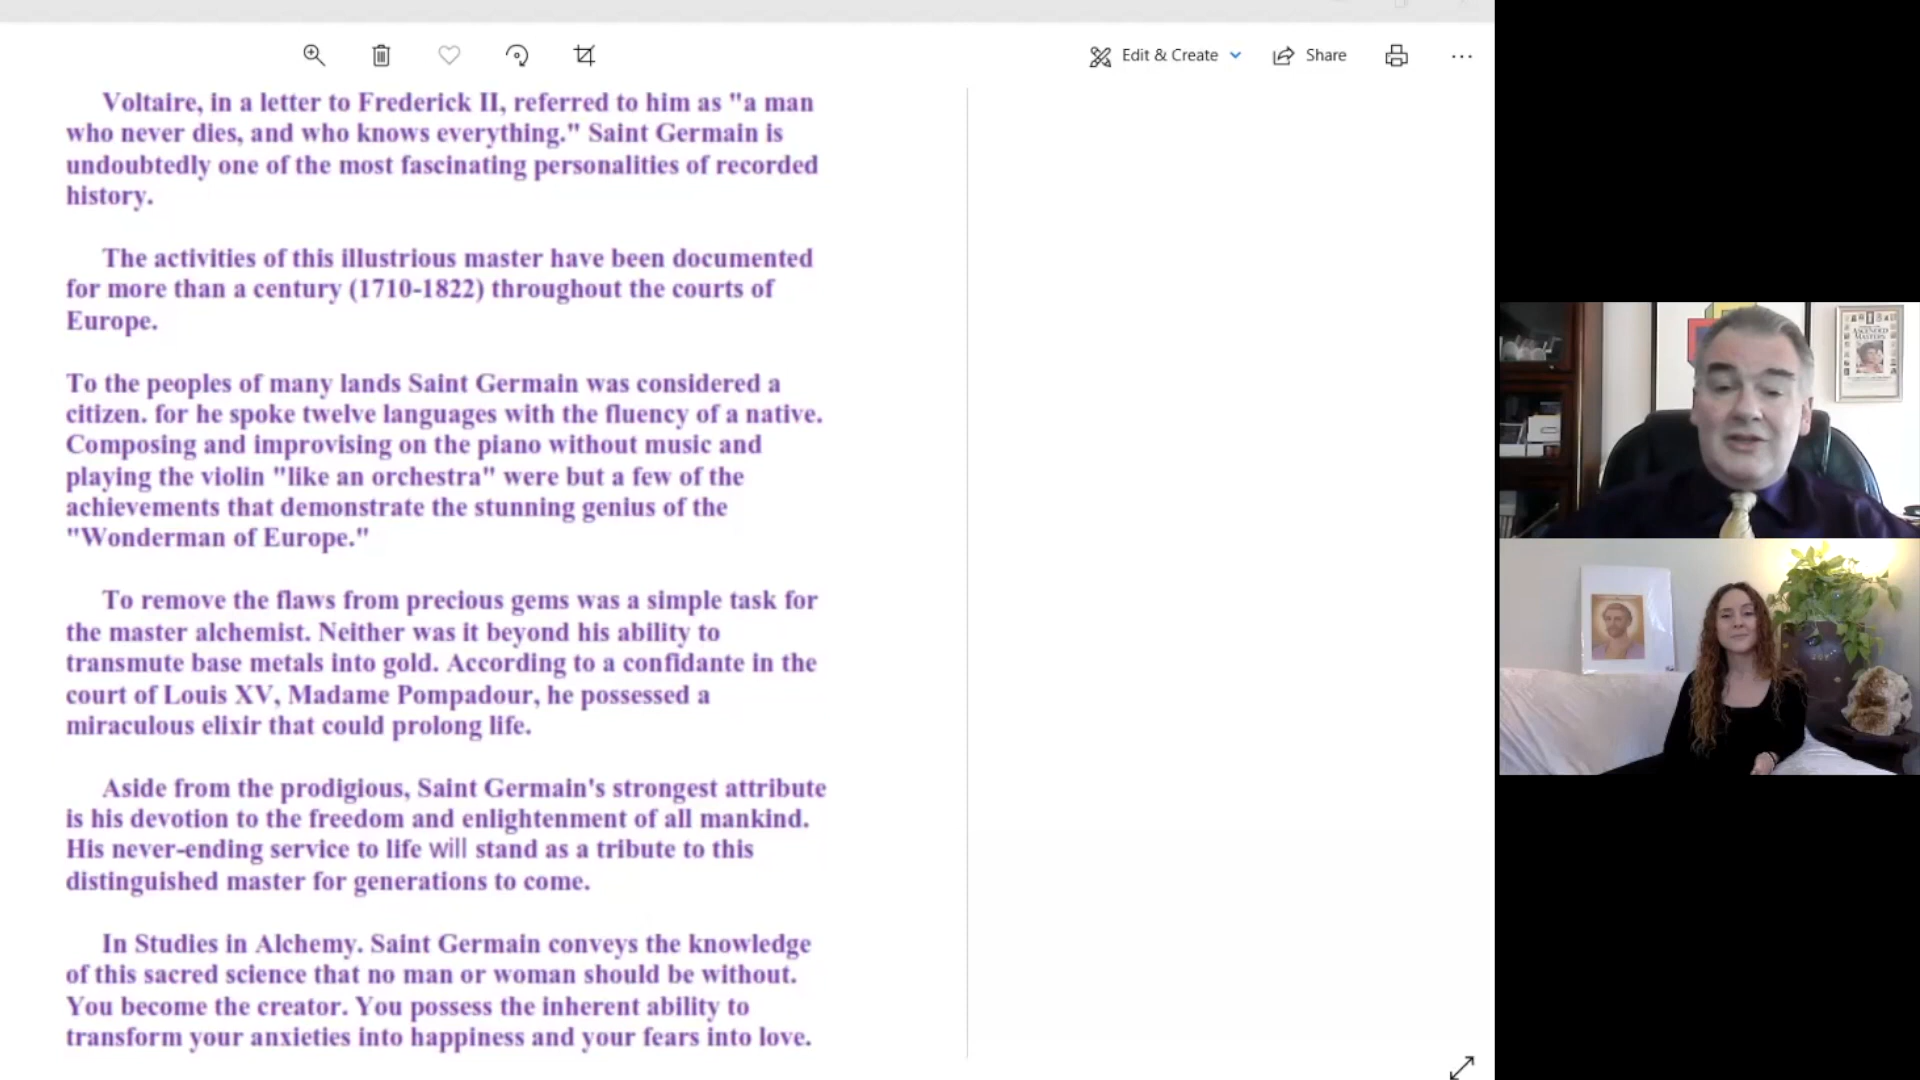 Edit & Create
Share
Voltaire, in a letter to Frederick II, referred to him as "a man
who never dies, and who knows everything." Saint Germain is
undoubtedly one of the most fascinating personalities of recorded
history.
The activities of this illustrious master have been documented
for more than a century (1710-1822) throughout the courts of
Europe.
To the peoples of many lands Saint Germain was considered a
citizen. for he spoke twelve languages with the fluency of a native.
Composing and improvising on the piano without music and
playing the violin "like an orchestra" were but a few of the
achievements that demonstrate the stunning genius of the
"Wonderman of Europe."
To remove the flaws from precious gems was a simple task for
the master alchemist. Neither was it beyond his ability to
transmute base metals into gold. According to a confidante in the
court of Louis XV, Madame Pompadour, he possessed a
miraculous elixir that could prolong life.
Aside from the prodigious, Saint Germain's strongest attribute
is his devotion to the freedom and enlightenment of all mankind.
His never-ending service to life will stand as a tribute to this
distinguished master for generations to come.
In Studies in Alchemy. Saint Germain conveys the knowledge
of this sacred science that no man or woman should be without.
You become the creator. You possess the inherent ability to
transform your anxieties into happiness and your fears into love.
ASCENDED
MASTERS